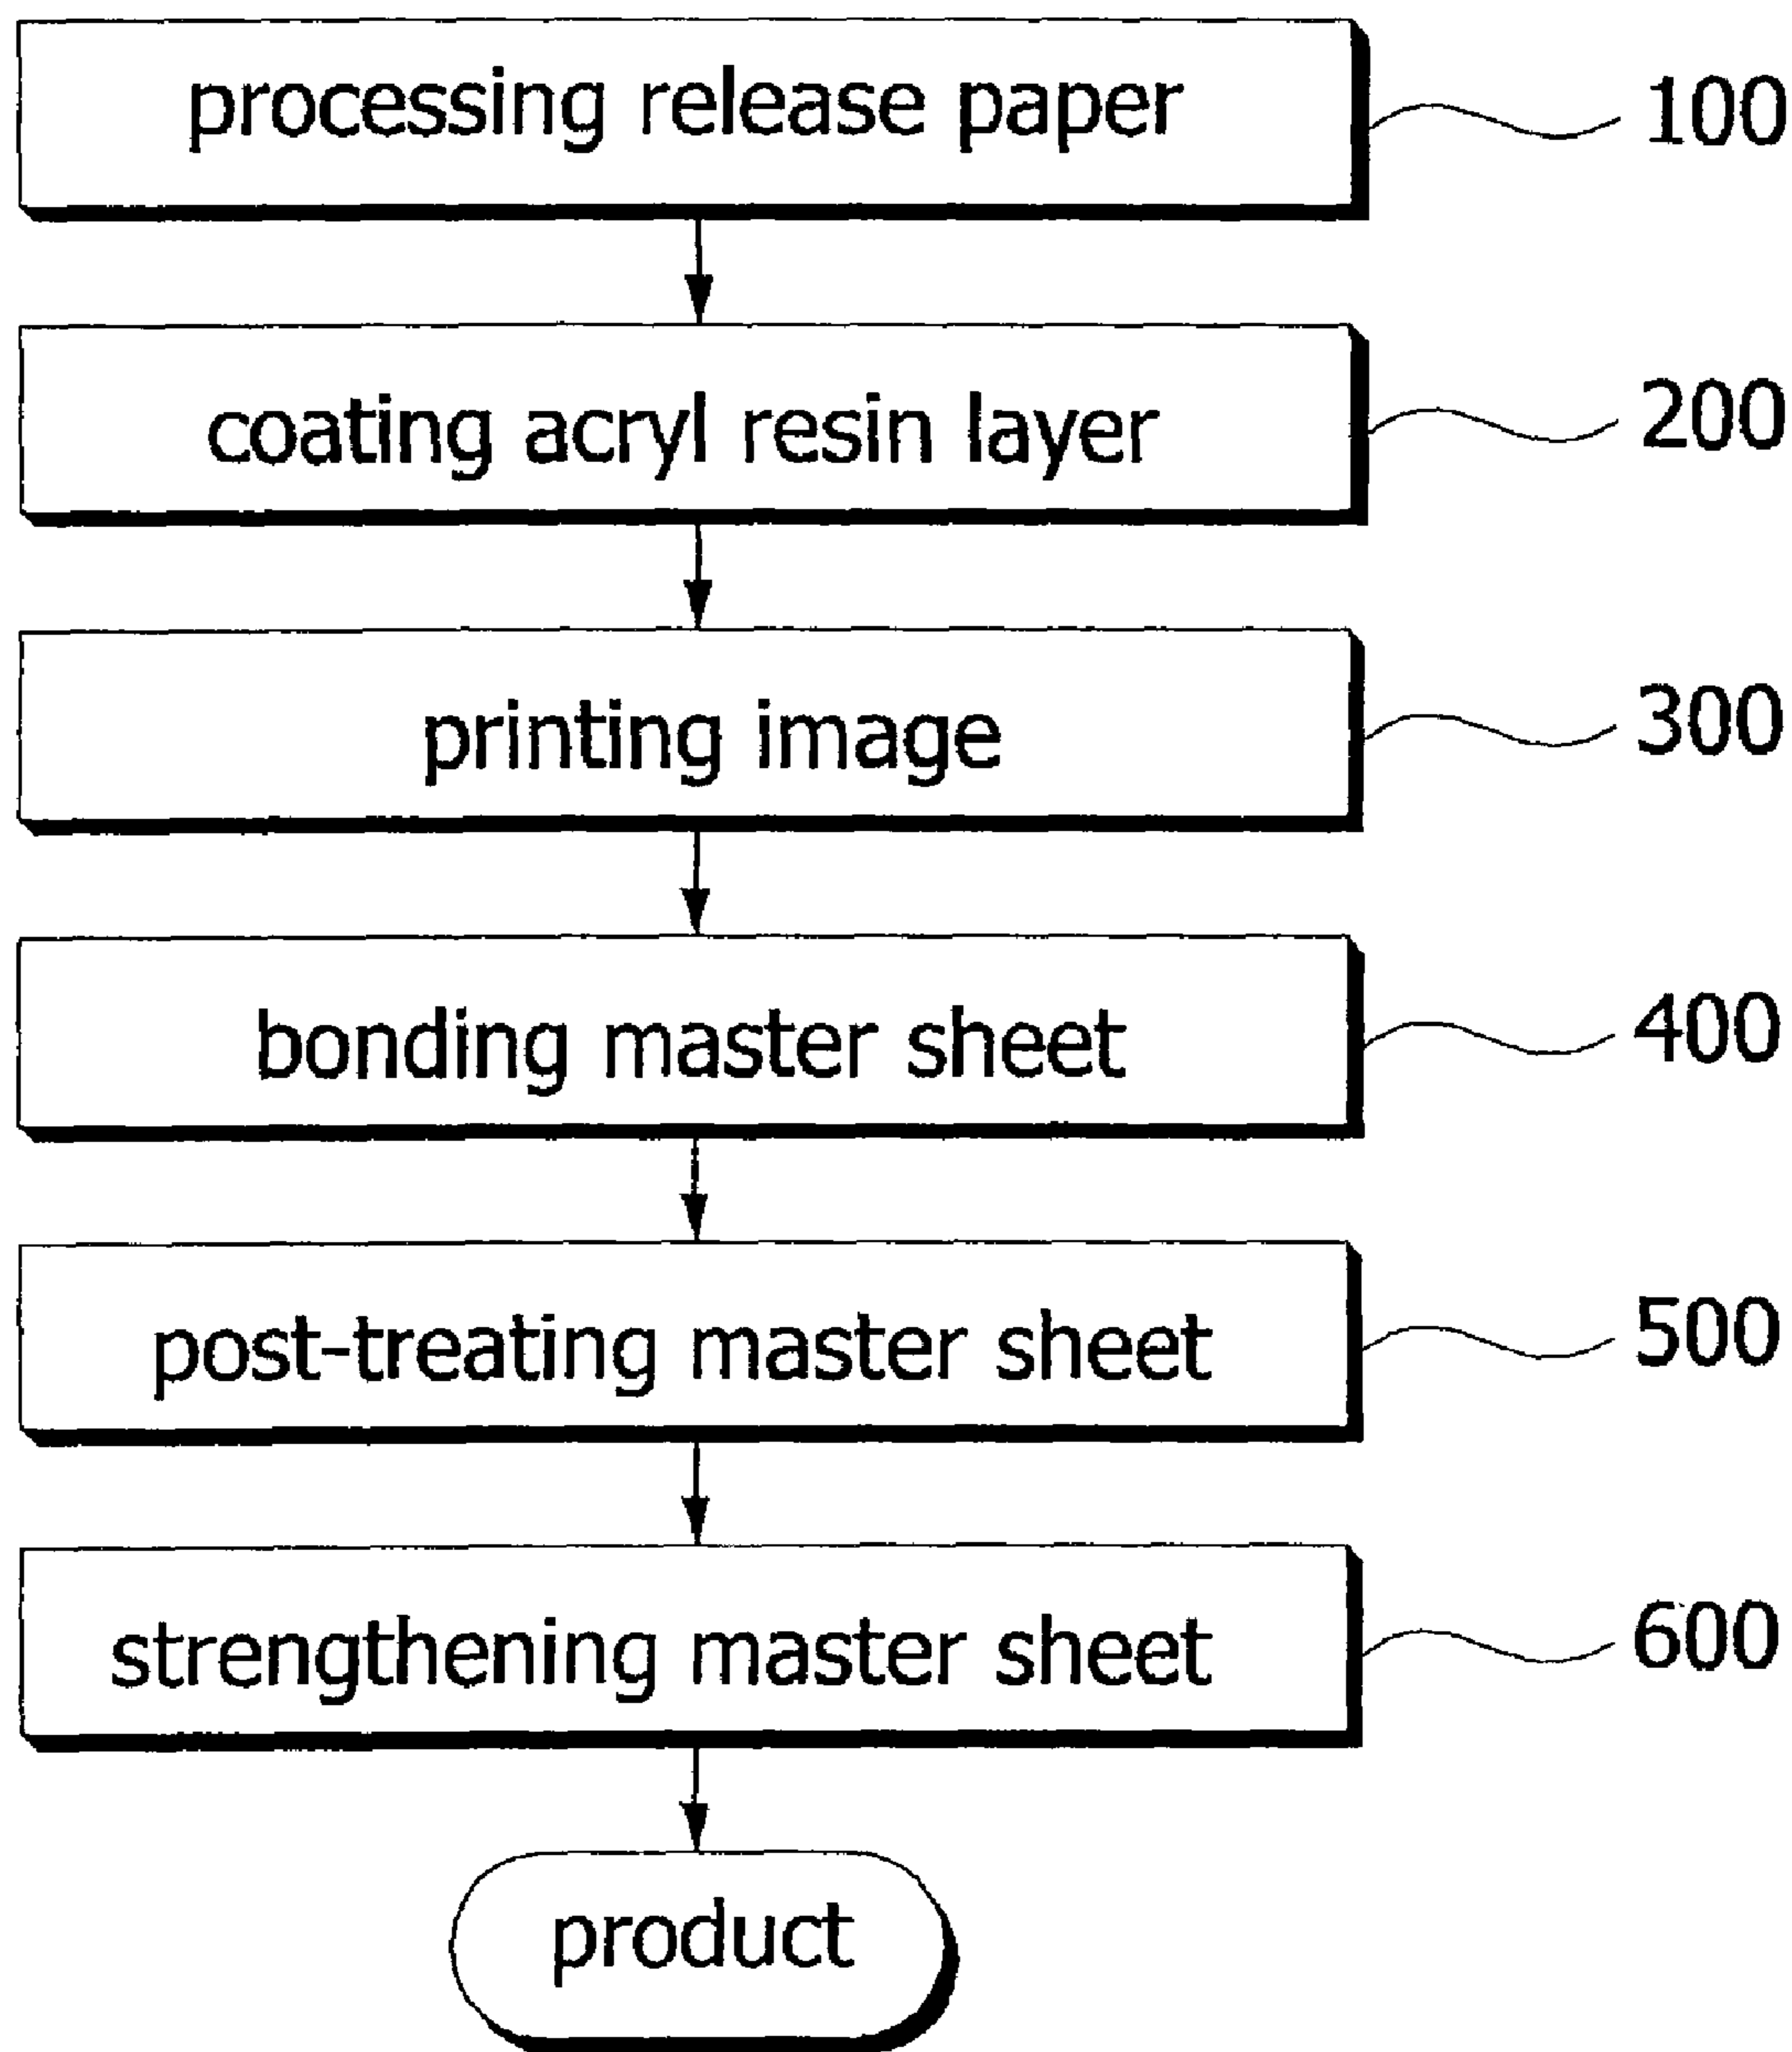 processing release paper 100
coating acryl resin layer 200
printing image 300
bonding master sheet 400
post-treating master sheet 500
strengthening master sheet 600
product